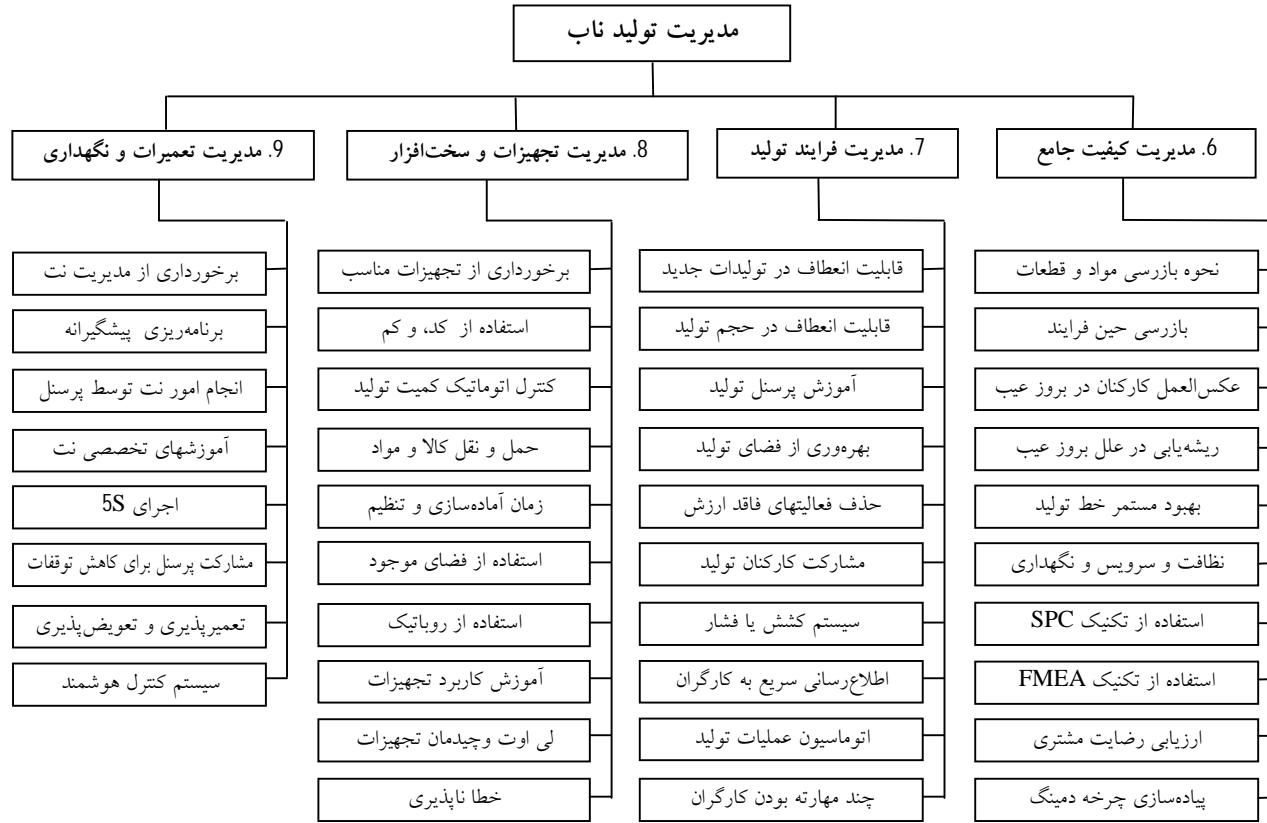 مدیریت تولید ناب
6. مدیریت کیفیت جامع
نحوه بازرسی مواد و قطعات
بازرسی حین فرایند
عکس‌العمل کارکنان در بروز عیب
ریشه‌یابی در علل بروز عیب
بهبود مستمر خط تولید
نظافت و سرویس و نگهداری
استفاده از تکنیک SPC
استفاده از تکنیک FMEA
ارزیابی رضایت مشتری
پیاده‌سازی چرخه دمینگ
7. مدیریت فرایند تولید
قابلیت انعطاف در تولیدات جدید
قابلیت انعطاف در حجم تولید
آموزش پرسنل تولید
بهره‌وری از فضای تولید
حذف فعالیتهای فاقد ارزش
مشارکت کارکنان تولید
سیستم کشش یا فشار
اطلاع‌رسانی سریع به کارگران
اتوماسیون عملیات تولید
چند مهارته بودن کارگران
8. مدیریت تجهیزات و سخت‌افزار
برخورداری از تجهیزات مناسب
استفاده از کد، و کم
کنترل اتوماتیک کمیت تولید
حمل و نقل کالا و مواد
زمان آماده‌سازی و تنظیم
استفاده از فضای موجود
استفاده از روباتیک
آموزش کاربرد تجهیزات
لی اوت وچیدمان تجهیزات
خطا ناپذیری
9. مدیریت تعمیرات و نگهداری
برخورداری از مدیریت نت
برنامه‌ریزی پیشگیرانه
انجام امور نت توسط پرسنل
آموزشهای تخصصی نت
اجرای 5S
مشارکت پرسنل برای کاهش توقفات
تعمیرپذیری و تعویض‌پذیری
سیستم کنترل هوشمند